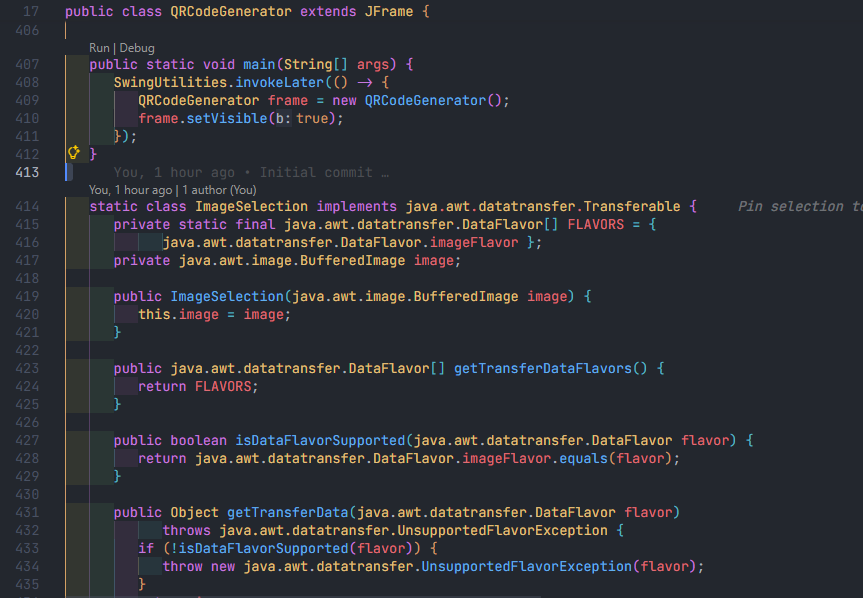 17 public class QRCodeGenerator extends JFrame {
406
Run | Debug
407 public static void main(String[] args) {
408 SwingUtilities.invokeLater(() -> {
409 QRCodeGenerator frame = new QRCodeGenerator();
410 frame.setVisible(b: true);
411 });
412 }
413 You, 1 hour ago • Initial commit …
You, 1 hour ago | 1 author (You)
414 static class ImageSelection implements java.awt.datatransfer.Transferable { Pin selection to
415 private static final java.awt.datatransfer.DataFlavor[] FLAVORS = {
416 java.awt.datatransfer.DataFlavor.imageFlavor };
417 private java.awt.image.BufferedImage image;
418
419 public ImageSelection(java.awt.image.BufferedImage image) {
420 this.image = image;
421 }
422
423 public java.awt.datatransfer.DataFlavor[] getTransferDataFlavors() {
424 return FLAVORS;
425 }
426
427 public boolean isDataFlavorSupported(java.awt.datatransfer.DataFlavor flavor) {
428 return java.awt.datatransfer.DataFlavor.imageFlavor.equals(flavor);
429 }
430
431 public Object getTransferData(java.awt.datatransfer.DataFlavor flavor)
432 throws java.awt.datatransfer.UnsupportedFlavorException {
433 if (!isDataFlavorSupported(flavor)) {
434 throw new java.awt.datatransfer.UnsupportedFlavorException(flavor);
435 }